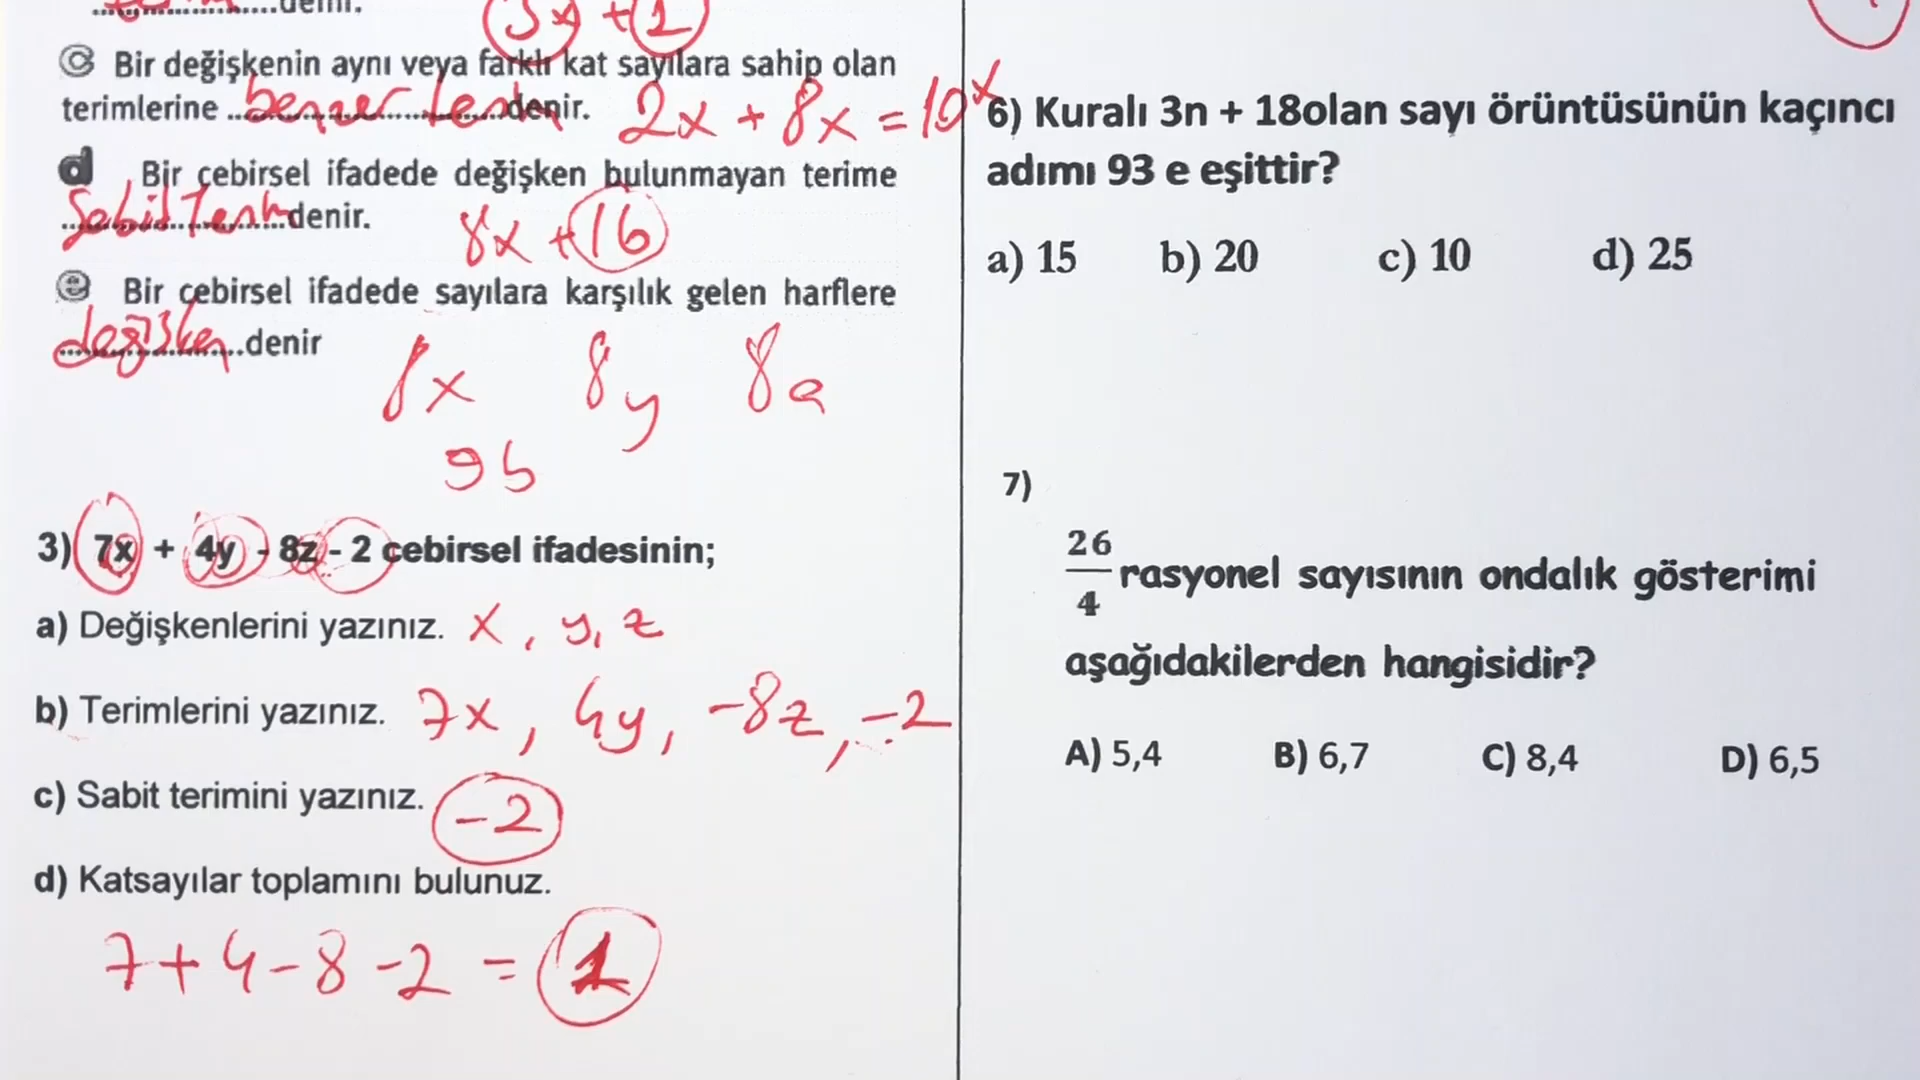 denir.
3x + 1
c Bir değişkenin aynı veya farklı kat sayılara sahip olan
terimlerine benzer terim denir. 2x + 8x = 10x
d Bir cebirsel ifadede değişken bulunmayan terime
Sabit Terim denir. 8x + 16
e Bir cebirsel ifadede sayılara karşılık gelen harflere
değişken denir
8x 8y 8a
9b
3) 7x + 4y - 8z - 2 cebirsel ifadesinin;
a) Değişkenlerini yazınız. x, y, z
b) Terimlerini yazınız. 7x, 4y, -8z, -2
c) Sabit terimini yazınız. -2
d) Katsayılar toplamını bulunuz.
7+4-8-2 = 1
6) Kuralı 3n + 18olan sayı örüntüsünün kaçıncı
adımı 93 e eşittir?
a) 15 b) 20 c) 10 d) 25
7)
26
4
rasyonel sayısının ondalık gösterimi
aşağıdakilerden hangisidir?
A) 5,4 B) 6,7 C) 8,4 D) 6,5